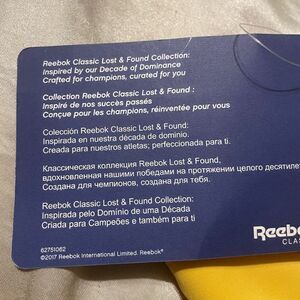 Reebok Classic Lost & Found Collection:
Inspired by our Decade of Dominance
Crafted for champions, curated for you
Collection Reebok Classic Lost & Found :
Inspiré de nos succès passés
Conçue pour les champions, réinventée pour vous
Colección Reebok Classic Lost & Found:
Inspirada en nuestra década de dominio.
Creada para nuestros atletas; perfeccionada para ti.
Классическая коллекция Reebok Lost & Found,
вдохновленная нашими победами на протяжении целого десятилет
Создана для чемпионов, создана для тебя.
Reebok Classic Lost & Found Collection:
Inspirada pelo Domínio de uma Década
Criada para Campeões e também para ti
62751062
©2017 Reebok International Limited. Reebok®
Reebo
CLAS